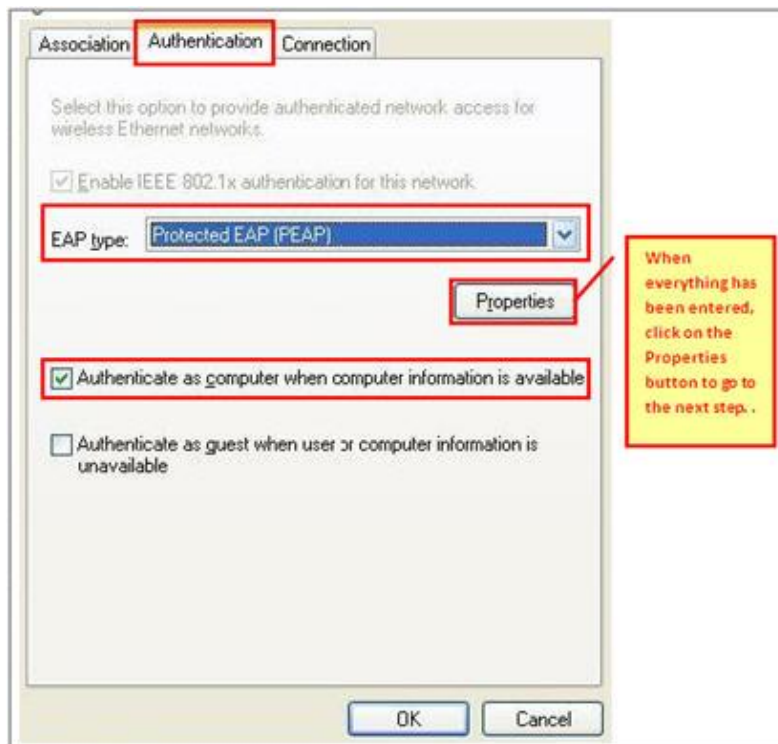 Association Authentication Connection
Select this option to provide authenticated network access for
wireless Ethernet networks.
Enable IEEE 802.1x authentication for this network
EAP type: Protected EAP (PEAP)
Properties
Authenticate as computer when computer information is available
Authenticate as guest when user or computer information is
unavailable
OK Cancel
When
everything has
been entered,
click on the
Properties
button to go to
the next step. .